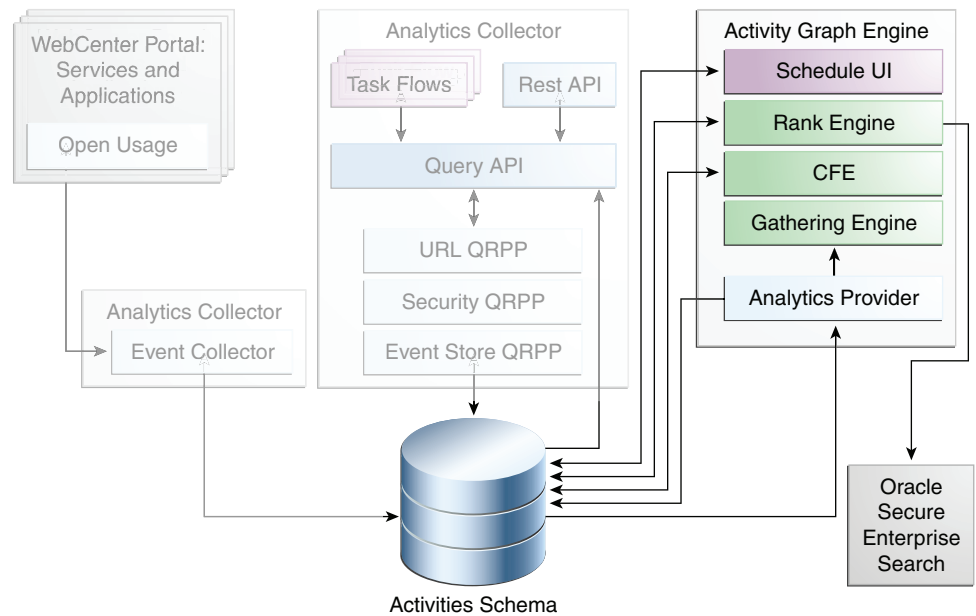 WebCenter Portal:
Services and
Applications
Open Usage
Analytics Collector
Event Collector
Analytics Collector
Task Flows
Rest API
Query API
URL QRPP
Security QRPP
Event Store QRPP
Activity Graph Engine
Schedule UI
Rank Engine
CFE
Gathering Engine
Analytics Provider
Oracle
Secure
Enterprise
Search
Activities Schema